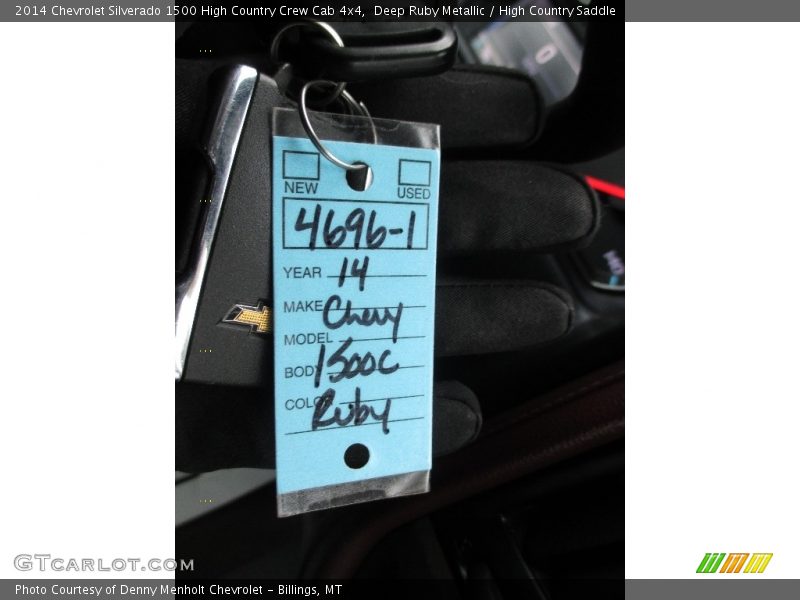 2014 Chevrolet Silverado 1500 High Country Crew Cab 4x4,  Deep Ruby Metallic / High Country Saddle
NEW USED
4696-1
YEAR 14
MAKE Chevy
MODEL
BODY 1500C
COLOR Ruby
GTCARLOT.COM
Photo Courtesy of Denny Menholt Chevrolet – Billings, MT